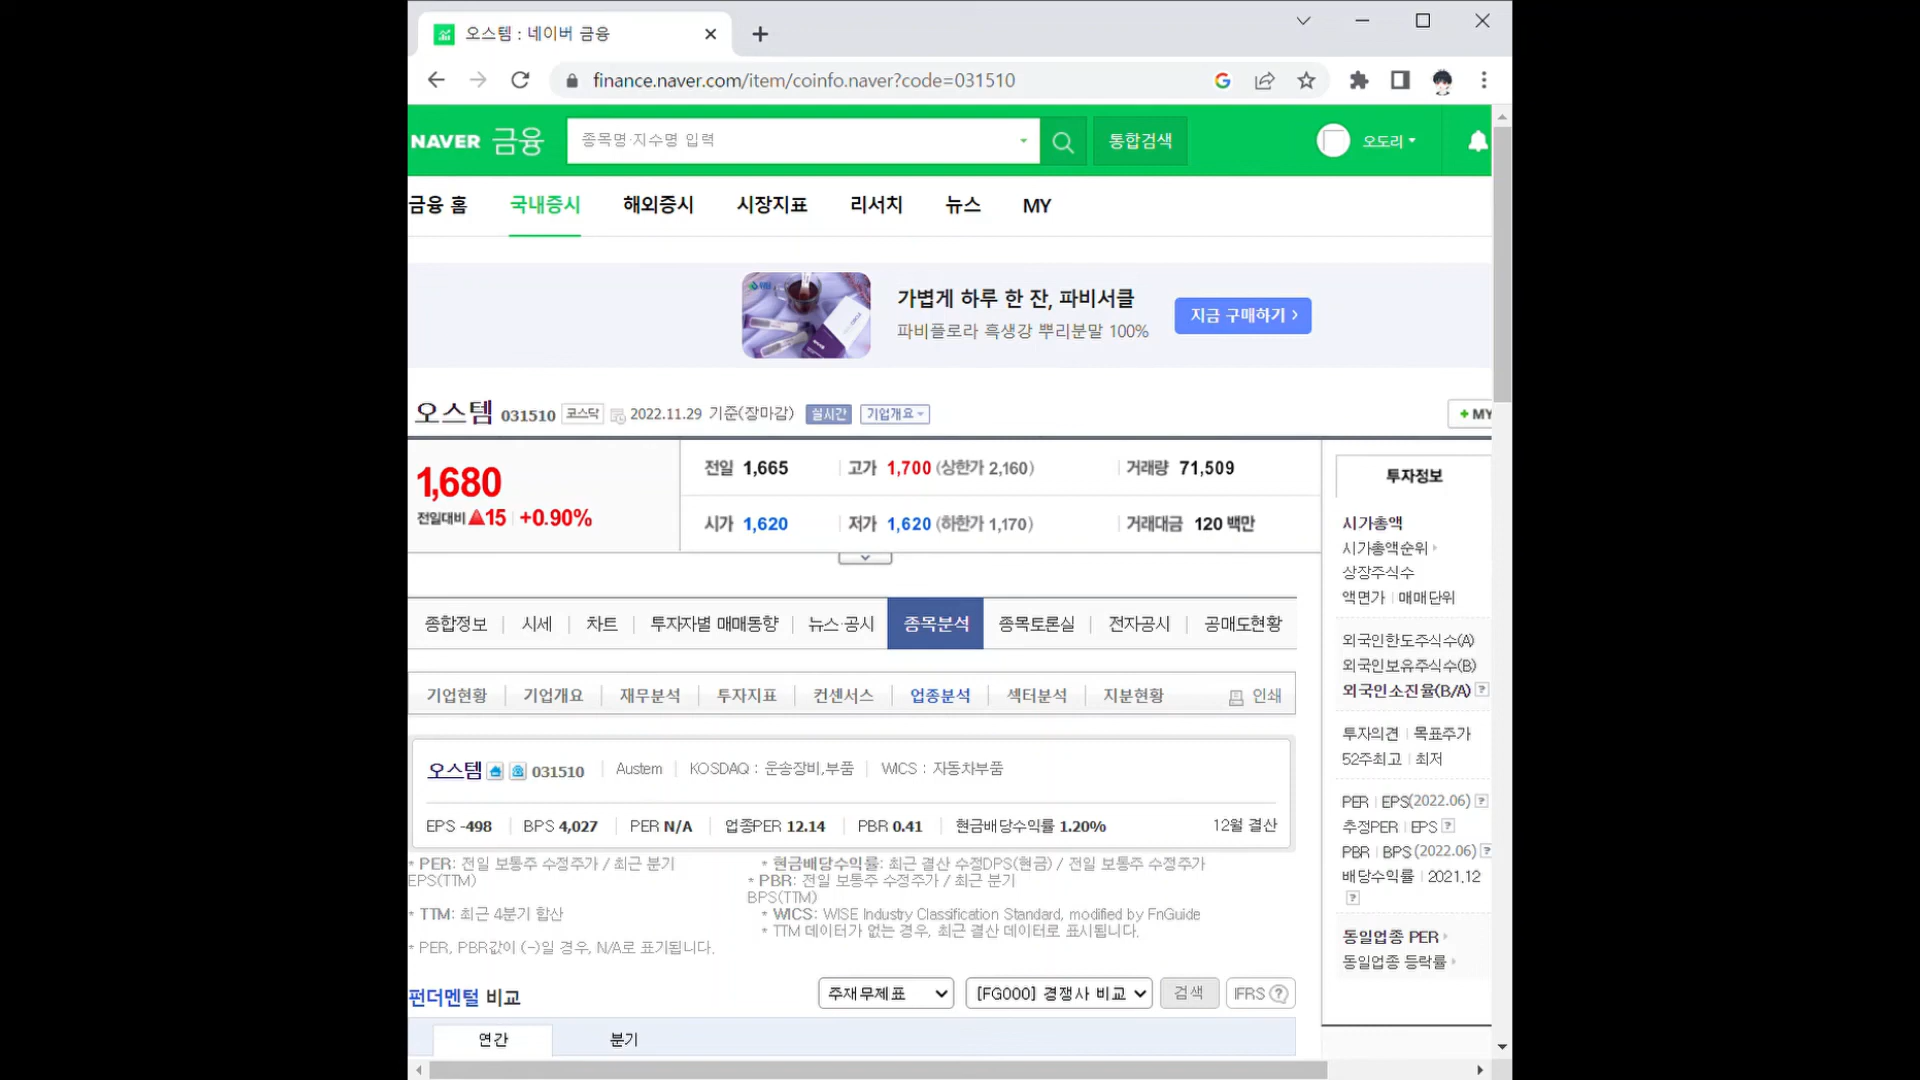 오스템 : 네이버 금융
finance.naver.com/item/coinfo.naver?code=031510
NAVER 금융 종목명·지수명 입력 통합검색 오도리
금융 홈 국내증시 해외증시 시장지표 리서치 뉴스 MY
가볍게 하루 한 잔, 파비서클
파비플로라 흑생강 뿌리분말 100%
지금 구매하기 ›
오스템 031510 코스닥 2022.11.29 기준(장마감) 실시간 기업개요 + MY
1,680
전일대비 ▲15 +0.90%
전일 1,665 고가 1,700 (상한가 2,160) 거래량 71,509
시가 1,620 저가 1,620 (하한가 1,170) 거래대금 120 백만
종합정보 시세 차트 투자자별 매매동향 뉴스·공시 종목분석 종목토론실 전자공시 공매도현황
기업현황 기업개요 재무분석 투자지표 컨센서스 업종분석 섹터분석 지분현황 인쇄
오스템 031510 Austem KOSDAQ : 운송장비,부품 WICS : 자동차부품
EPS -498 BPS 4,027 PER N/A 업종PER 12.14 PBR 0.41 현금배당수익률 1.20% 12월 결산
* PER: 전일 보통주 수정주가 / 최근 분기
EPS(TTM)
* TTM: 최근 4분기 합산
* PER, PBR값이 (-)일 경우, N/A로 표기됩니다.
* 현금배당수익률: 최근 결산 수정DPS(현금) / 전일 보통주 수정주가
* PBR: 전일 보통주 수정주가 / 최근 분기
BPS(TTM)
* WICS: WISE Industry Classification Standard, modified by FnGuide
* TTM 데이터가 없는 경우, 최근 결산 데이터로 표시됩니다.
펀더멘털 비교 주재무제표 [FG000] 경쟁사 비교 검색 IFRS ?
연간 분기
투자정보
시가총액
시가총액순위
상장주식수
액면가 매매단위
외국인한도주식수(A)
외국인보유주식수(B)
외국인소진율(B/A) ?
투자의견 목표주가
52주최고 최저
PER EPS(2022.06) ?
추정PER EPS ?
PBR BPS (2022.06) ?
배당수익률 2021.12
?
동일업종 PER
동일업종 등락률